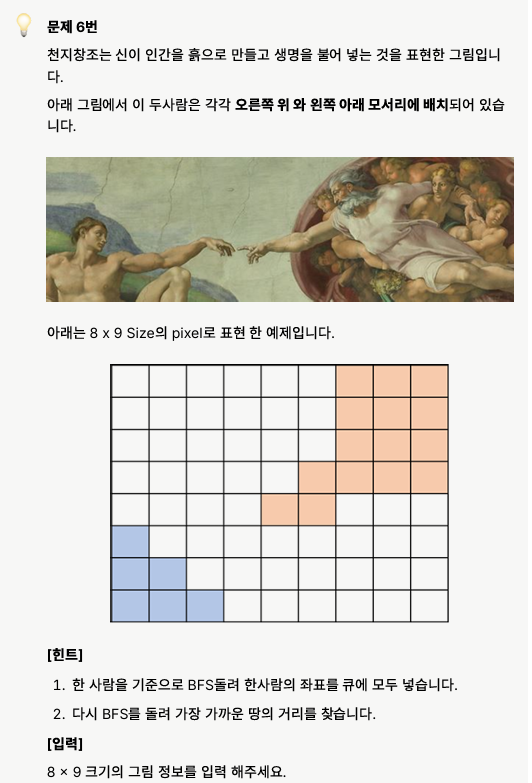 문제 6번
천지창조는 신이 인간을 흙으로 만들고 생명을 불어 넣는 것을 표현한 그림입니
다.
아래 그림에서 이 두사람은 각각 오른쪽 위 와 왼쪽 아래 모서리에 배치되어 있습
니다.
아래는 8 x 9 Size의 pixel로 표현 한 예제입니다.
[힌트]
1. 한 사람을 기준으로 BFS돌려 한사람의 좌표를 큐에 모두 넣습니다.
2. 다시 BFS를 돌려 가장 가까운 땅의 거리를 찾습니다.
[입력]
8 × 9 크기의 그림 정보를 입력 해주세요.